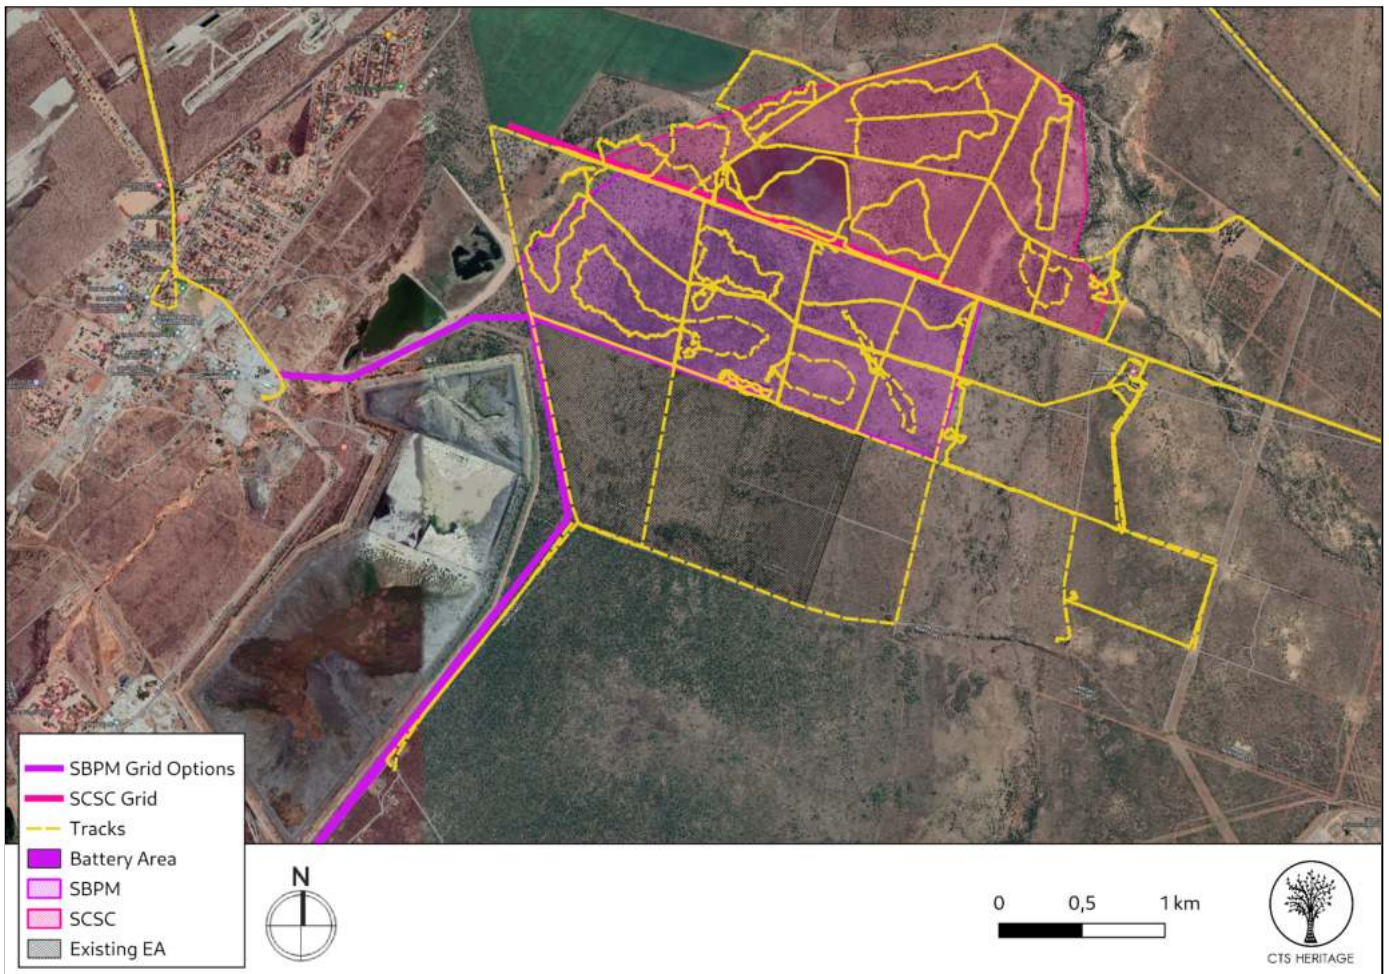 SBPM Grid Options
SCSC Grid
Tracks
Battery Area
SBPM
SCSC
Existing EA
N
0 0,5 1 km
CTS HERITAGE